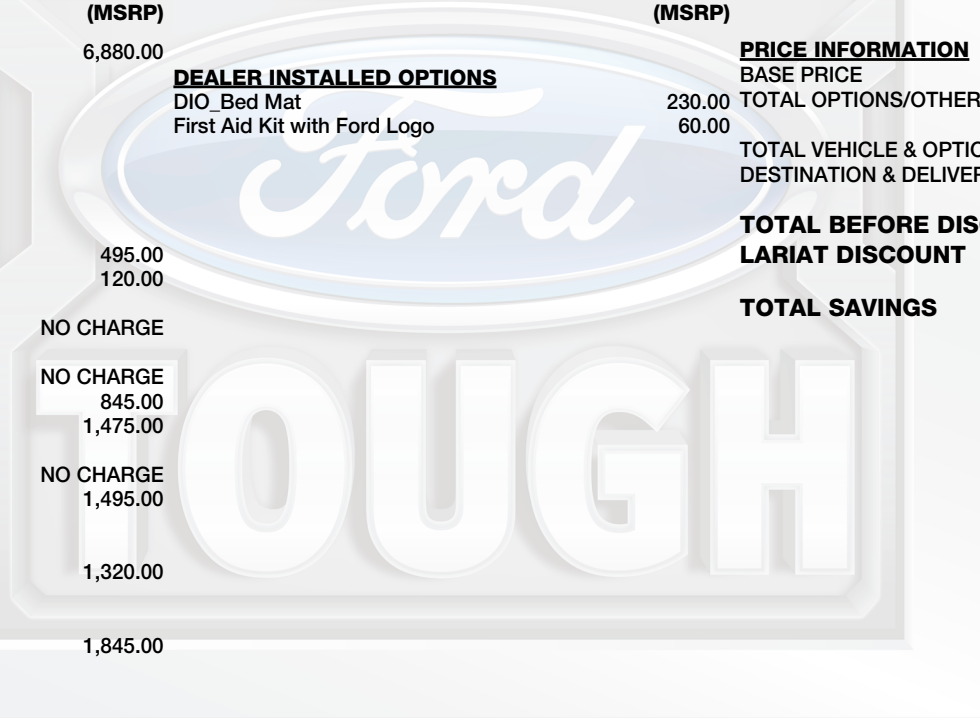 (MSRP)
6,880.00
495.00
120.00
NO CHARGE
NO CHARGE
845.00
1,475.00
NO CHARGE
1,495.00
1,320.00
1,845.00
(MSRP)
DEALER INSTALLED OPTIONS
DIO_Bed Mat 230.00
First Aid Kit with Ford Logo 60.00
PRICE INFORMATION
BASE PRICE
TOTAL OPTIONS/OTHER
TOTAL VEHICLE & OPTIO
DESTINATION & DELIVER
TOTAL BEFORE DISC
LARIAT DISCOUNT
TOTAL SAVINGS
Ford
TOUGH